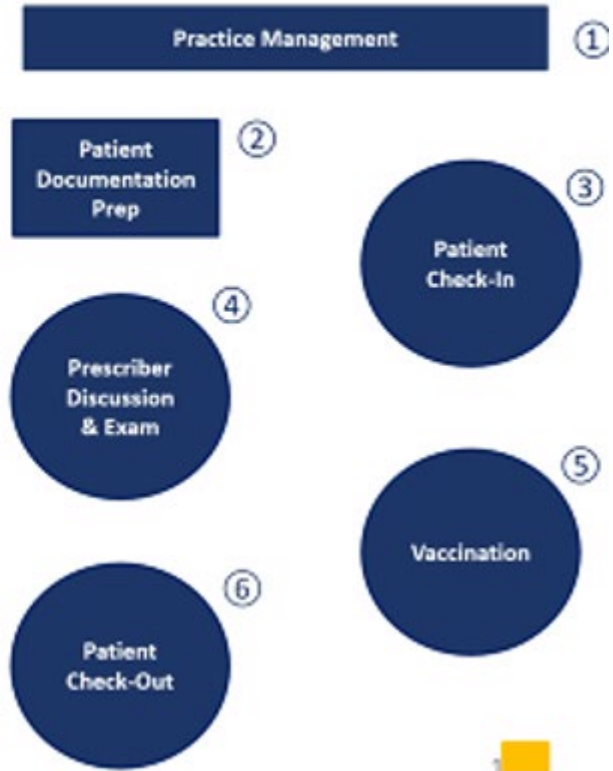 Practice Management
①
Patient
Documentation
Prep
②
Patient
Check-In
③
Prescriber
Discussion
& Exam
④
Vaccination
⑤
Patient
Check-Out
⑥